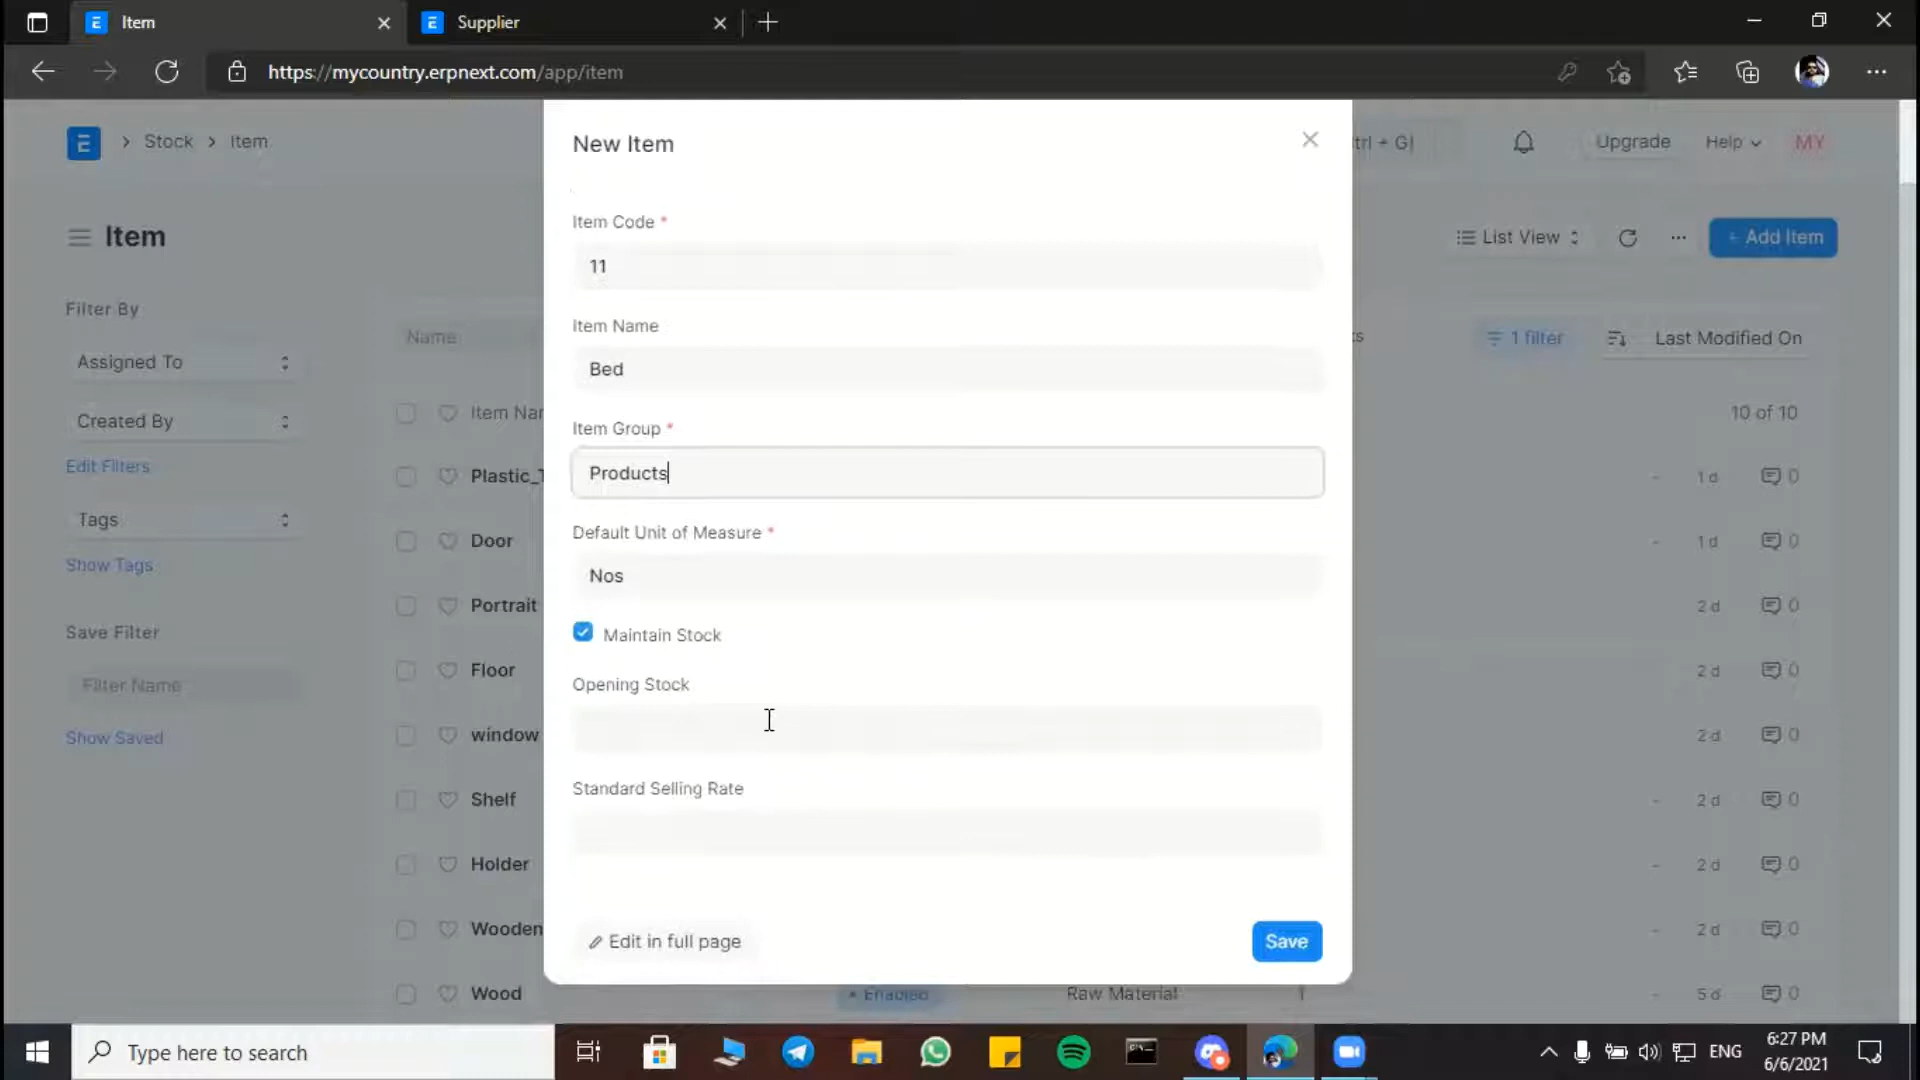 Item
Supplier
https://mycountry.erpnext.com/app/item
Stock
Item
New Item
trl + G)
Upgrade
Help
MY
Item
List View
Add Item
Item Code *
11
Filter By
Assigned To
Created By
Edit Filters
Tags
Show Tags
Save Filter
Filter Name
Show Saved
Name
1 filter
Last Modified On
Item Name
Bed
10 of 10
Item Group *
Products
Default Unit of Measure *
Nos
Maintain Stock
Opening Stock
Standard Selling Rate
Edit in full page
Save
Item Nar
Plastic_T
- 1 d 0
Door
- 1 d 0
Portrait
2 d 0
Floor
2 d 0
window
2 d 0
Shelf
- 2 d 0
Holder
- 2 d 0
Wooden
- 2 d 0
Wood
Enabled
Raw Material
- 5 d 0
Type here to search
ENG
6:27 PM
6/6/2021